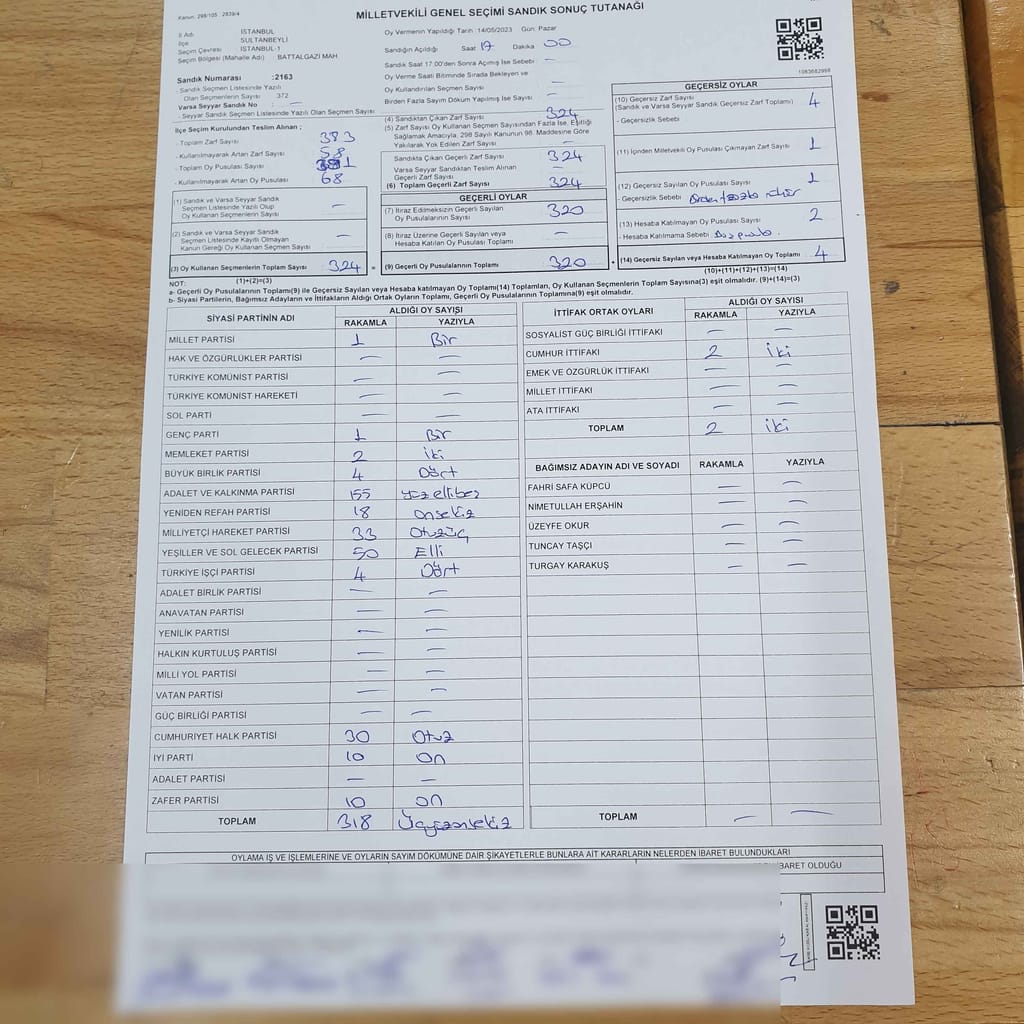 Kanun: 298/105 : 2839/4
MİLLETVEKİLİ GENEL SEÇİMİ SANDIK SONUÇ TUTANAĞI
İl Adı İSTANBUL
İlçe SULTANBEYLİ
Seçim Çevresi İSTANBUL-1
Seçim Bölgesi (Mahalle Adı) BATTALGAZİ MAH
Oy Vermenin Yapıldığı Tarih :14/05/2023 Gün: Pazar
Sandığın Açıldığı Saat 17 Dakika 00
Sandık Saat 17:00'den Sonra Açılmış İse Sebebi —
Oy Verme Saati Bitiminde Sırada Bekleyen ve
Oy Kullandırılan Seçmen Sayısı —
Birden Fazla Sayım Döküm Yapılmış İse Sayısı —
1083682998
Sandık Numarası :2163
- Sandık Seçmen Listesinde Yazılı
Olan Seçmenlerin Sayısı : 372
Varsa Seyyar Sandık No : —
- Seyyar Sandık Seçmen Listesinde Yazılı Olan Seçmen Sayısı:
İlçe Seçim Kurulundan Teslim Alınan ;
- Toplam Zarf Sayısı 383
- Kullanılmayarak Artan Zarf Sayısı 58
- Toplam Oy Pusulası Sayısı
- Kullanılmayarak Artan Oy Pusulası 68
(1) Sandık ve Varsa Seyyar Sandık
Seçmen Listesinde Yazılı Olup
Oy Kullanan Seçmenlerin Sayısı —
(2) Sandık ve Varsa Seyyar Sandık
Seçmen Listesinde Kayıtlı Olmayan
Kanun Gereği Oy Kullanan Seçmen Sayısı —
(3) Oy Kullanan Seçmenlerin Toplam Sayısı 324 =
(1)+(2)=(3)
(4) Sandıktan Çıkan Zarf Sayısı 324
(5) Zarf Sayısı Oy Kullanan Seçmen Sayısından Fazla İse, Eşitliği
Sağlamak Amacıyla, 298 Sayılı Kanunun 98. Maddesine Göre
Yakılarak Yok Edilen Zarf Sayısı —
Sandıkta Çıkan Geçerli Zarf Sayısı 324
Varsa Seyyar Sandıktan Teslim Alınan
Geçerli Zarf Sayısı —
(6) Toplam Geçerli Zarf Sayısı 324
GEÇERLİ OYLAR
(7) İtiraz Edilmeksizin Geçerli Sayılan
Oy Pusulalarının Sayısı 320
(8) İtiraz Üzerine Geçerli Sayılan veya
Hesaba Katılan Oy Pusulası Toplamı —
(9) Geçerli Oy Pusulalarının Toplamı 320 +
GEÇERSİZ OYLAR
(10) Geçersiz Zarf Sayısı
(Sandık ve Varsa Seyyar Sandık Geçersiz Zarf Toplamı) 4
- Geçersizlik Sebebi
(11) İçinden Milletvekili Oy Pusulası Çıkmayan Zarf Sayısı 1
(12) Geçersiz Sayılan Oy Pusulası Sayısı 1
- Geçersizlik Sebebi
(13) Hesaba Katılmayan Oy Pusulası Sayısı 2
- Hesaba Katılmama Sebebi
(14) Geçersiz Sayılan veya Hesaba Katılmayan Oy Toplamı 4
(10)+(11)+(12)+(13)=(14)
NOT:
a- Geçerli Oy Pusulalarının Toplamı(9) ile Geçersiz Sayılan veya Hesaba katılmayan Oy Toplamı(14) Toplamları, Oy Kullanan Seçmenlerin Toplam Sayısına(3) eşit olmalıdır. (9)+(14)=(3)
b- Siyasi Partilerin, Bağımsız Adayların ve İttifakların Aldığı Ortak Oyların Toplamı, Geçerli Oy Pusulalarının Toplamına(9) eşit olmalıdır.
SİYASİ PARTİNİN ADI ALDIĞI OY SAYISI
RAKAMLA YAZIYLA
MİLLET PARTİSİ 1 Bir
HAK VE ÖZGÜRLÜKLER PARTİSİ — —
TÜRKİYE KOMÜNİST PARTİSİ — —
TÜRKİYE KOMÜNİST HAREKETİ — —
SOL PARTİ — —
GENÇ PARTİ 1 Bir
MEMLEKET PARTİSİ 2 iki
BÜYÜK BİRLİK PARTİSİ 4 Dört
ADALET VE KALKINMA PARTİSİ 155 yüzellibeş
YENİDEN REFAH PARTİSİ 18 onsekiz
MİLLİYETÇİ HAREKET PARTİSİ 33 Otuzüç
YEŞİLLER VE SOL GELECEK PARTİSİ 50 Elli
TÜRKİYE İŞÇİ PARTİSİ 4 Dört
ADALET BİRLİK PARTİSİ — —
ANAVATAN PARTİSİ — —
YENİLİK PARTİSİ — —
HALKIN KURTULUŞ PARTİSİ — —
MİLLİ YOL PARTİSİ — —
VATAN PARTİSİ — —
GÜÇ BİRLİĞİ PARTİSİ — —
CUMHURİYET HALK PARTİSİ 30 Otuz
İYİ PARTİ 10 On
ADALET PARTİSİ — —
ZAFER PARTİSİ 10 On
TOPLAM 318 Üçyüzonsekiz
İTTİFAK ORTAK OYLARI ALDIĞI OY SAYISI
RAKAMLA YAZIYLA
SOSYALİST GÜÇ BİRLİĞİ İTTİFAKI — —
CUMHUR İTTİFAKI 2 iki
EMEK VE ÖZGÜRLÜK İTTİFAKI — —
MİLLET İTTİFAKI — —
ATA İTTİFAKI — —
TOPLAM 2 iki
BAĞIMSIZ ADAYIN ADI VE SOYADI RAKAMLA YAZIYLA
FAHRİ SAFA KÜPCÜ — —
NİMETULLAH ERŞAHİN — —
ÜZEYFE OKUR — —
TUNCAY TAŞÇI — —
TURGAY KARAKUŞ — —
TOPLAM — —
OYLAMA İŞ VE İŞLEMLERİNE VE OYLARIN SAYIM DÖKÜMÜNE DAİR ŞİKAYETLERLE BUNLARA AİT KARARLARIN NELERDEN İBARET BULUNDUKLARI
İBARET OLDUĞU